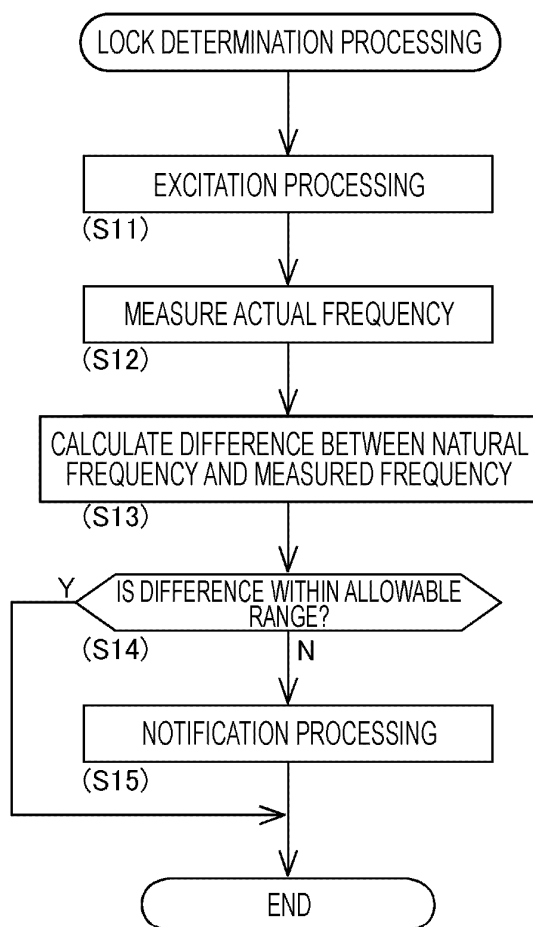 LOCK DETERMINATION PROCESSING
EXCITATION PROCESSING
(S11)
MEASURE ACTUAL FREQUENCY
(S12)
CALCULATE DIFFERENCE BETWEEN NATURAL
FREQUENCY AND MEASURED FREQUENCY
(S13)
Y
IS DIFFERENCE WITHIN ALLOWABLE
RANGE?
(S14)
N
NOTIFICATION PROCESSING
(S15)
END